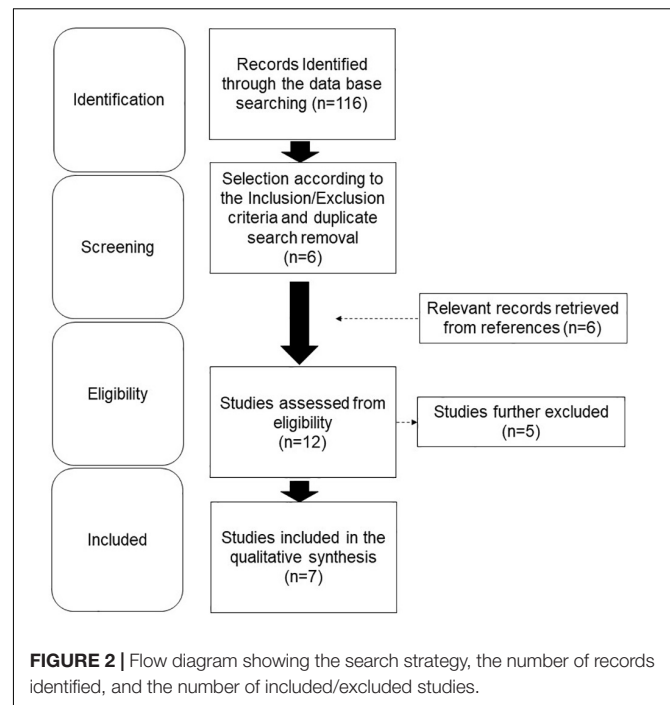 Identification
Records Identified
through the data base
searching (n=116)
Screening
Selection according to
the Inclusion/Exclusion
criteria and duplicate
search removal
(n=6)
Relevant records retrieved
from references (n=6)
Eligibility
Studies assessed from
eligibility
(n=12)
Studies further excluded
(n=5)
Included
Studies included in the
qualitative synthesis
(n=7)
FIGURE 2 | Flow diagram showing the search strategy, the number of records
identified, and the number of included/excluded studies.